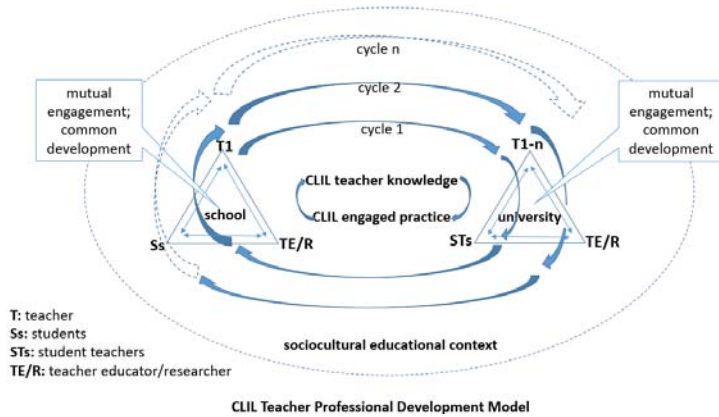 cycle n
mutual
engagement;
common
development
cycle 2
mutual
engagement;
common
development
cycle 1
T1
T1-n
CLIL teacher knowledge
school
CLIL engaged practice
university
Ss
TE/R
STs
TE/R
T: teacher
Ss: students
STs: student teachers
TE/R: teacher educator/researcher
sociocultural educational context
CLIL Teacher Professional Development Model